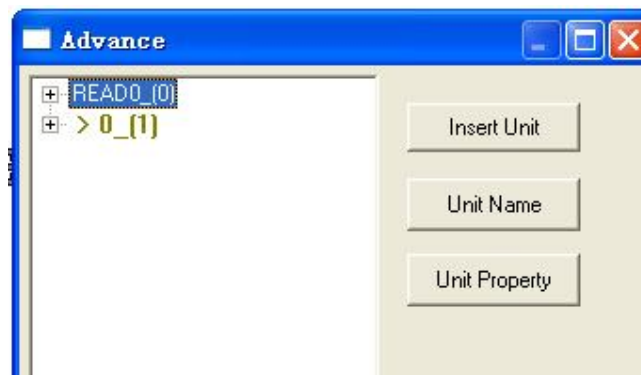 Advance
READ0_(0)
> 0_(1)
Insert Unit
Unit Name
Unit Property